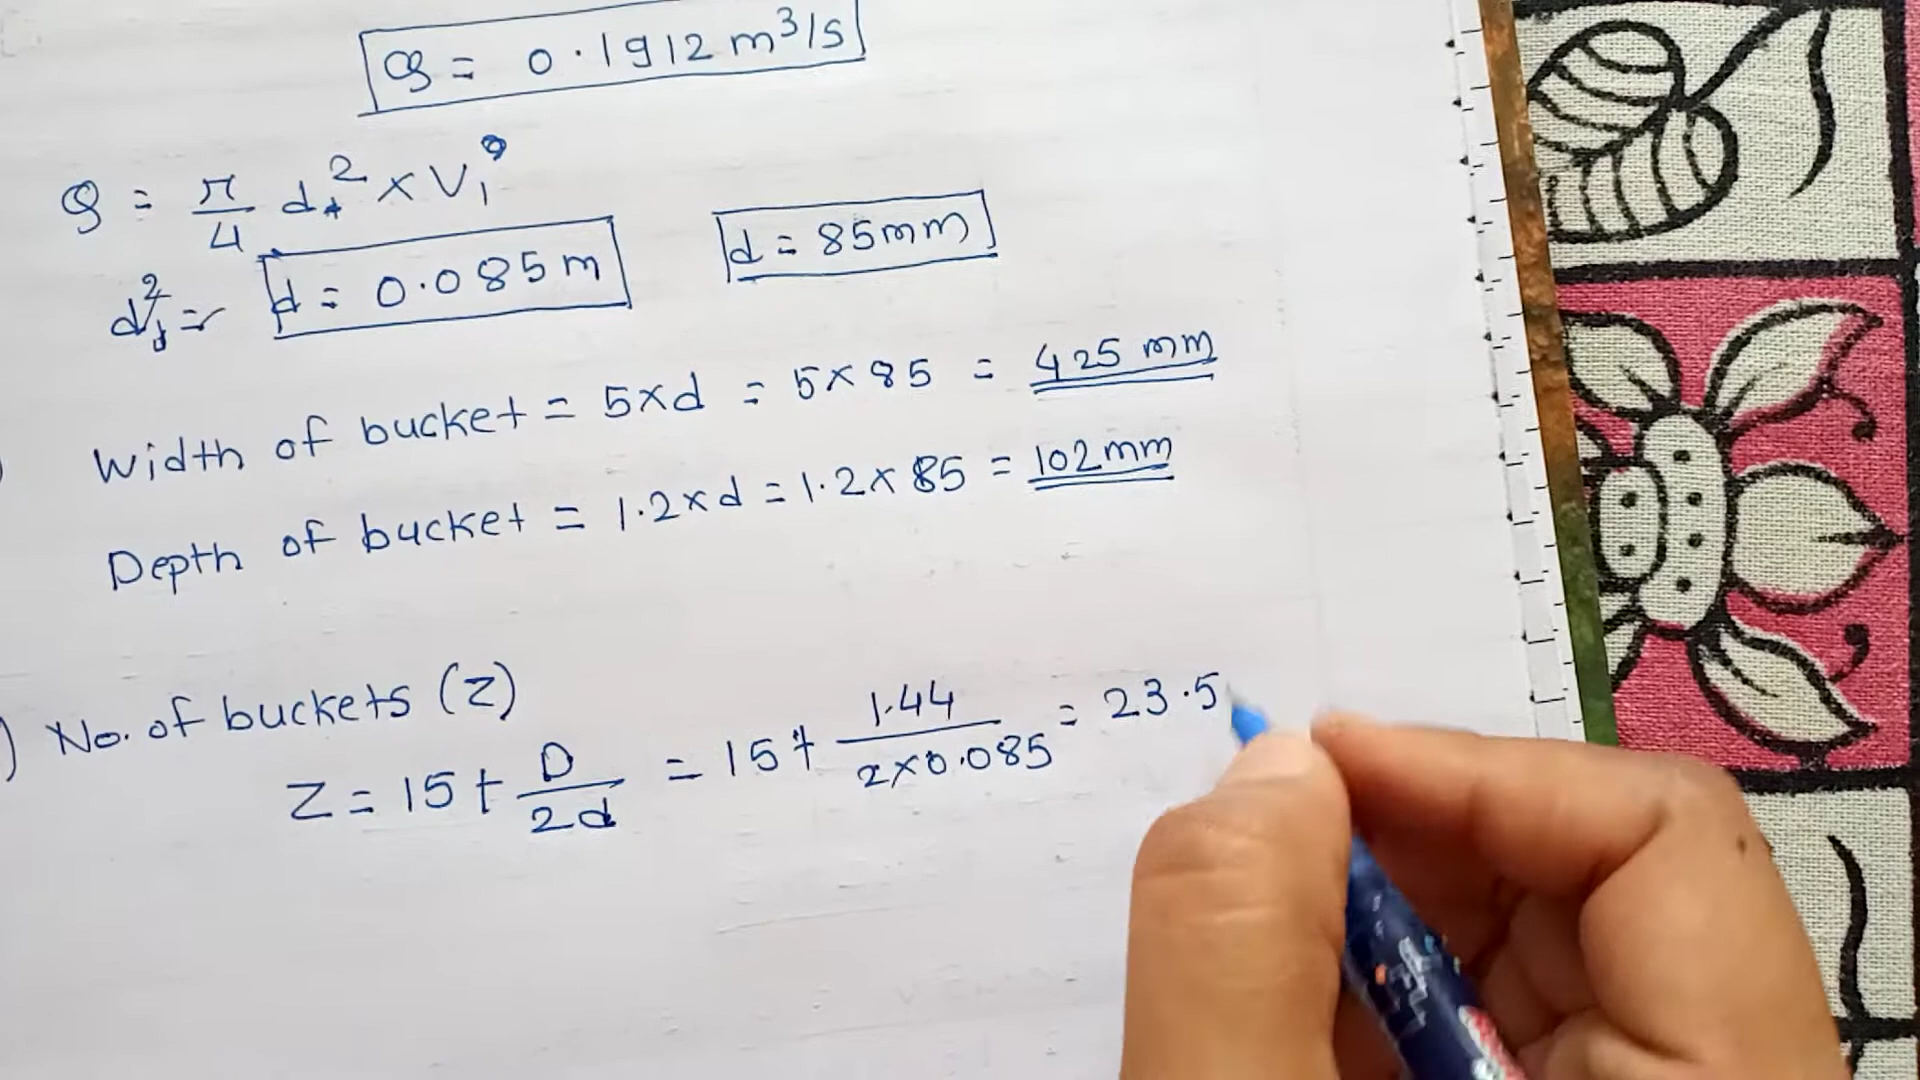 Q = 0.1912 m³/s
Q = π/4 d² × V₁
d² = d = 0.085 m d = 85mm
Width of bucket = 5×d = 5×85 = 425 mm
Depth of bucket = 1.2×d = 1.2×85 = 102mm
) No. of buckets (Z)
Z = 15 + D/2d = 15 + 1.44/2×0.085 = 23.5